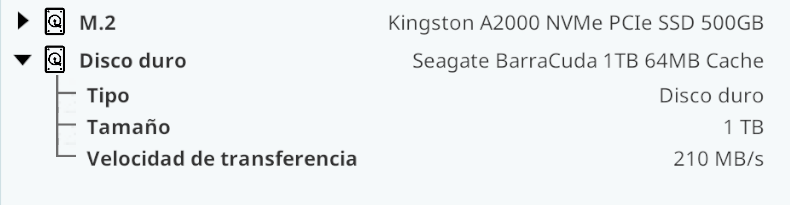 M.2 Kingston A2000 NVMe PCIe SSD 500GB
Disco duro Seagate BarraCuda 1TB 64MB Cache
Tipo Disco duro
Tamaño 1 TB
Velocidad de transferencia 210 MB/s